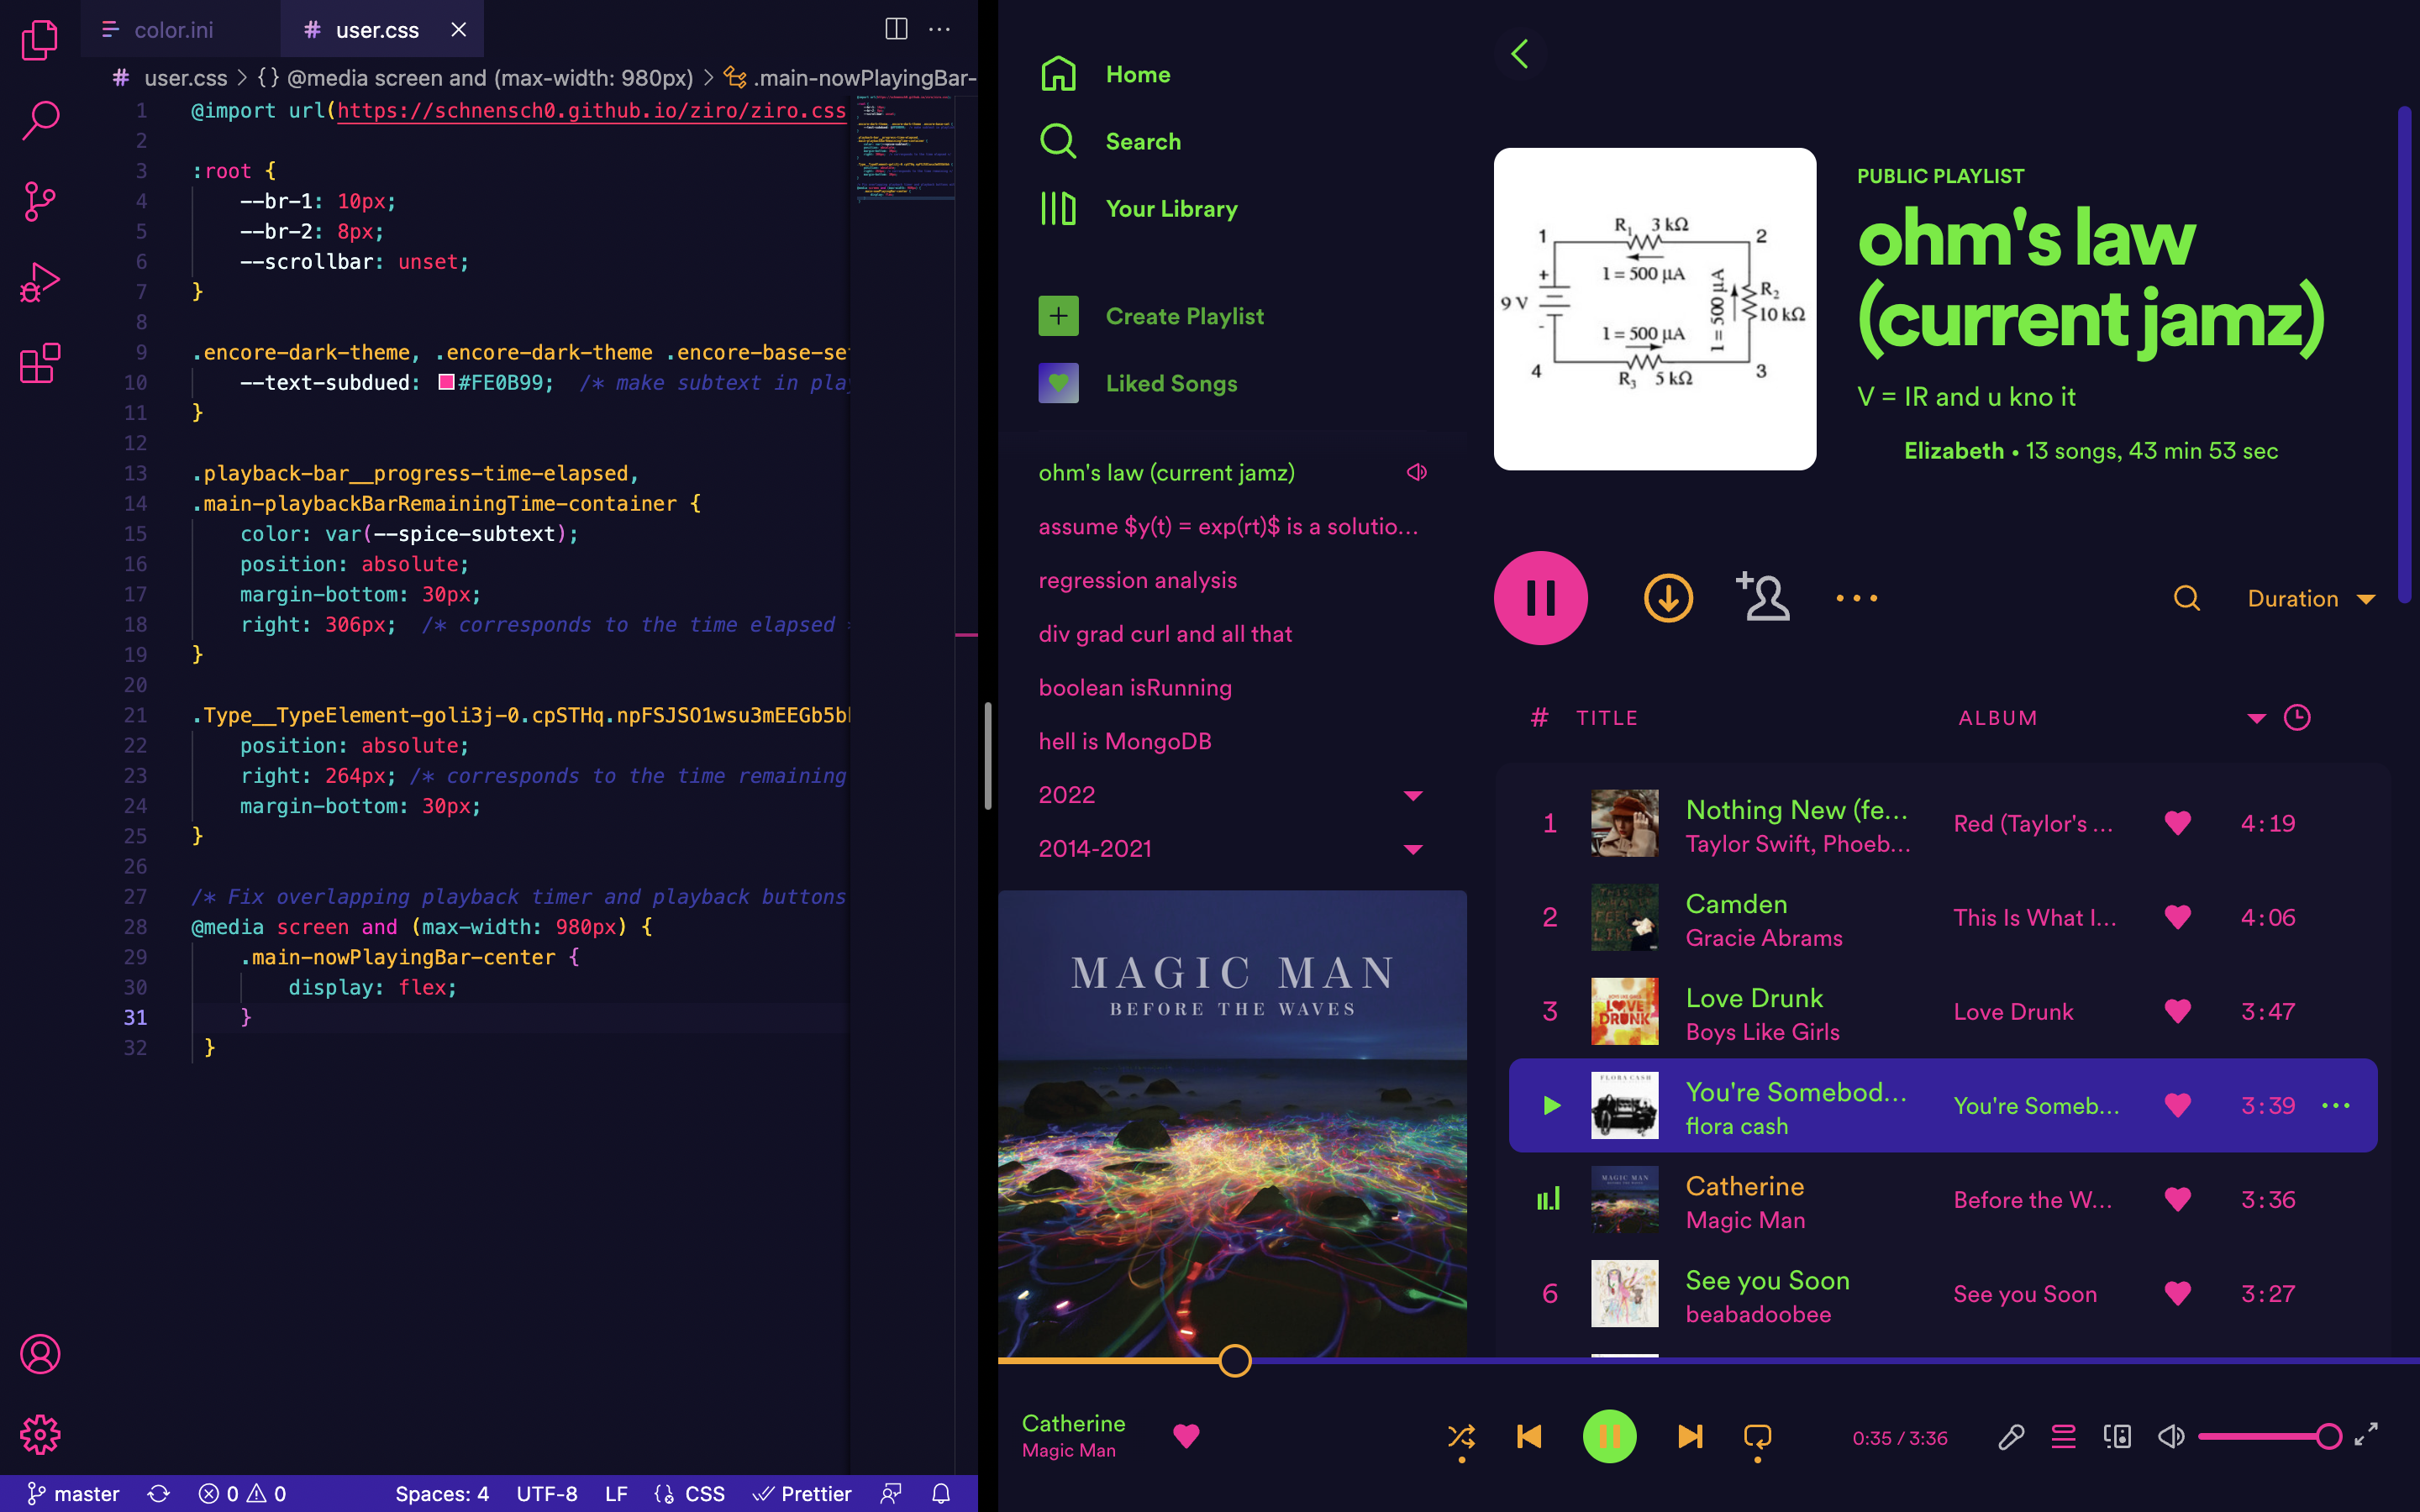 color.ini
user.css
user.css > {} @media screen and (max-width: 980px) > .main-nowPlayingBar-
1 @import url(https://schnensch0.github.io/ziro/ziro.css
2
3 :root {
4 --br-1: 10px;
5 --br-2: 8px;
6 --scrollbar: unset;
7 }
8
9 .encore-dark-theme, .encore-dark-theme .encore-base-set
10 --text-subdued: #FE0B99; /* make subtext in play
11 }
12
13 .playback-bar__progress-time-elapsed,
14 .main-playbackBarRemainingTime-container {
15 color: var(--spice-subtext);
16 position: absolute;
17 margin-bottom: 30px;
18 right: 306px; /* corresponds to the time elapsed *
19 }
20
21 .Type__TypeElement-goli3j-0.cpSTHq.npFSJSO1wsu3mEEGb5bh
22 position: absolute;
23 right: 264px; /* corresponds to the time remaining
24 margin-bottom: 30px;
25 }
26
27 /* Fix overlapping playback timer and playback buttons
28 @media screen and (max-width: 980px) {
29 .main-nowPlayingBar-center {
30 display: flex;
31 }
32 }
master 0 0 Spaces: 4 UTF-8 LF CSS Prettier
Home
Search
Your Library
Create Playlist
Liked Songs
ohm's law (current jamz)
assume $y(t) = exp(rt)$ is a solutio...
regression analysis
div grad curl and all that
boolean isRunning
hell is MongoDB
2022
2014-2021
MAGIC MAN
BEFORE THE WAVES
R1 3 kΩ
1 2
I = 500 µA
+
9 V
-
I = 500 µA
R2
10 kΩ
I = 500 µA
4 3
R3 5 kΩ
PUBLIC PLAYLIST
ohm's law
(current jamz)
V = IR and u kno it
Elizabeth • 13 songs, 43 min 53 sec
Duration
# TITLE ALBUM
1 Nothing New (fe... Red (Taylor's ... 4:19
Taylor Swift, Phoeb...
2 Camden This Is What I... 4:06
Gracie Abrams
LOVE
DRUNK
3 Love Drunk Love Drunk 3:47
Boys Like Girls
FLORA CASH
You're Somebod... You're Someb... 3:39
flora cash
MAGIC MAN
Catherine Before the W... 3:36
Magic Man
6 See you Soon See you Soon 3:27
beabadoobee
Catherine
Magic Man
0:35 / 3:36